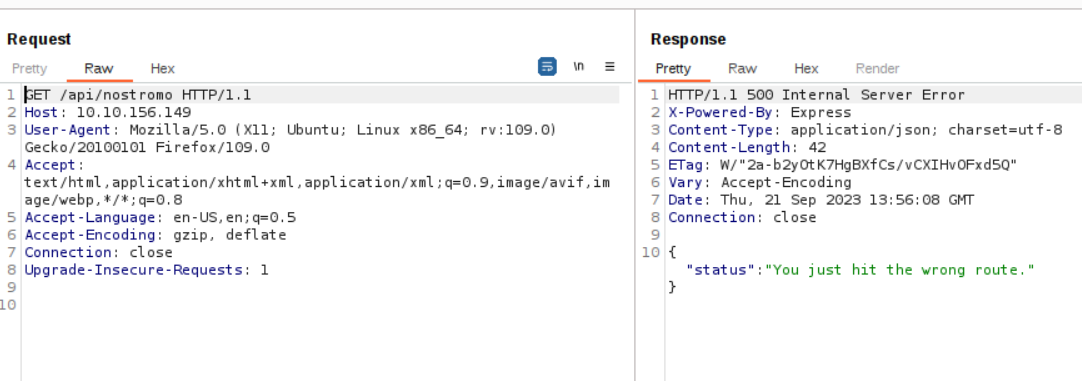 Request
Pretty Raw Hex \n
1 GET /api/nostromo HTTP/1.1
2 Host: 10.10.156.149
3 User-Agent: Mozilla/5.0 (X11; Ubuntu; Linux x86_64; rv:109.0)
Gecko/20100101 Firefox/109.0
4 Accept:
text/html,application/xhtml+xml,application/xml;q=0.9,image/avif,im
age/webp,*/*;q=0.8
5 Accept-Language: en-US,en;q=0.5
6 Accept-Encoding: gzip, deflate
7 Connection: close
8 Upgrade-Insecure-Requests: 1
9
10
Response
Pretty Raw Hex Render
1 HTTP/1.1 500 Internal Server Error
2 X-Powered-By: Express
3 Content-Type: application/json; charset=utf-8
4 Content-Length: 42
5 ETag: W/"2a-b2yOtK7HgBXfCs/vCXIHvOFxd5Q"
6 Vary: Accept-Encoding
7 Date: Thu, 21 Sep 2023 13:56:08 GMT
8 Connection: close
9
10 {
"status":"You just hit the wrong route."
}